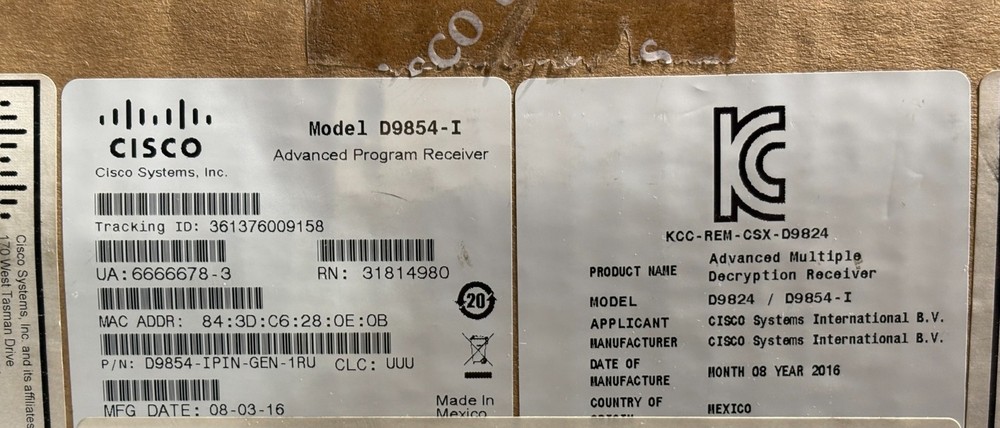 CISCO
S
Cisco Systems, Inc. and its affiliates
170 West Tasman Drive
CISCO
Cisco Systems, Inc.
Model D9854-I
Advanced Program Receiver
Tracking ID: 361376009158
UA:6666678-3
RN: 31814980
20
MAC ADDR: 84:3D:C6:28:0E:0B
P/N: D9854-IPIN-GEN-1RU CLC: UUU
MFG DATE: 08-03-16
Made In
Mexico
KC
KCC-REM-CSX-D9824
PRODUCT NAME Advanced Multiple
Decryption Receiver
MODEL D9824 / D9854-I
APPLICANT CISCO Systems International B.V.
MANUFACTURER CISCO Systems International B.V.
DATE OF
MANUFACTURE MONTH 08 YEAR 2016
COUNTRY OF
ORIGIN MEXICO